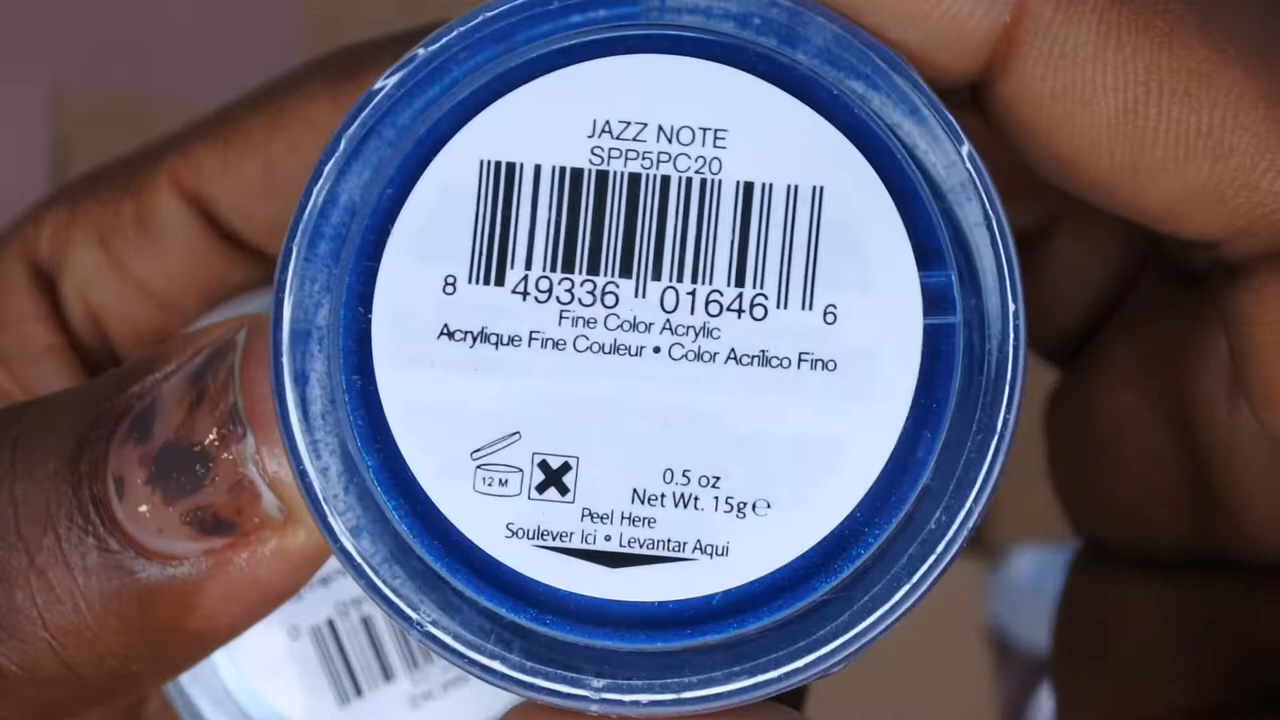 JAZZ NOTE
SPP5PC20
8 49336 01646 6
Fine Color Acrylic
Acrylique Fine Couleur • Color Acrílico Fino
12 M
0.5 oz
Net Wt. 15g℮
Peel Here
Soulever Ici • Levantar Aqui